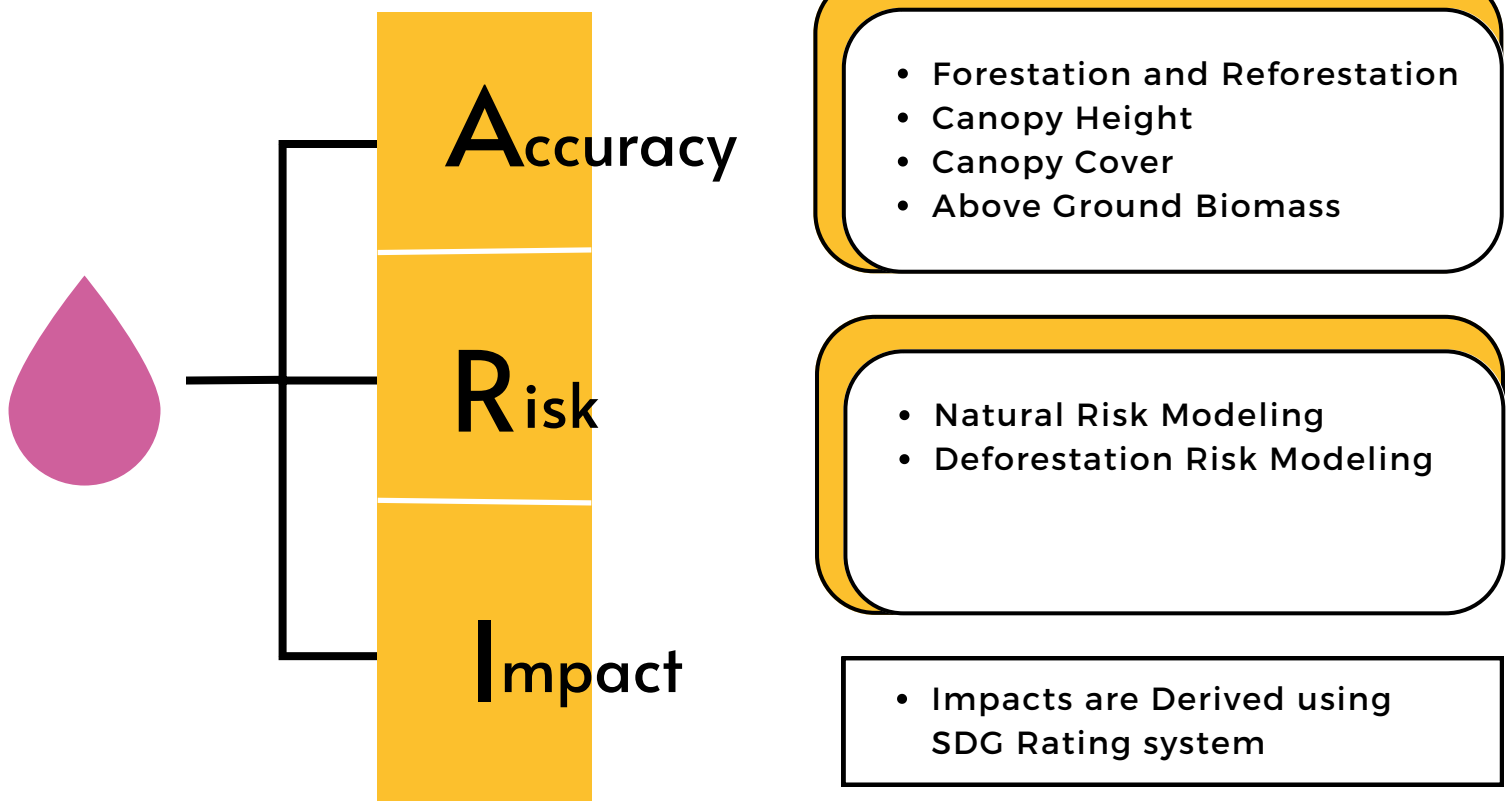 Accuracy
• Forestation and Reforestation
• Canopy Height
• Canopy Cover
• Above Ground Biomass
Risk
• Natural Risk Modeling
• Deforestation Risk Modeling
Impact
• Impacts are Derived using
SDG Rating system